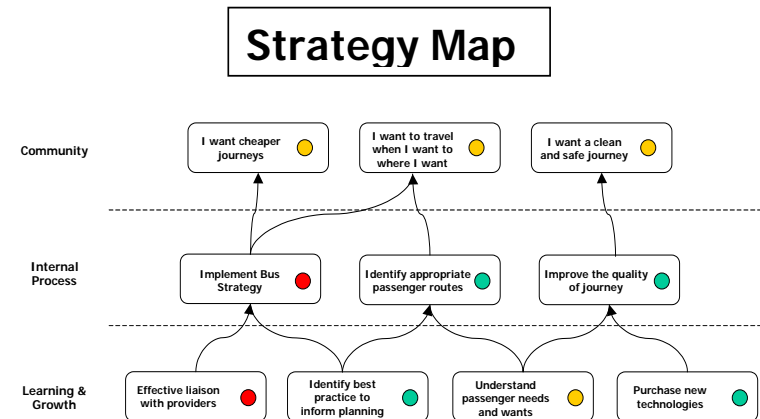 Strategy Map
Community
I want cheaper
journeys
I want to travel
when I want to
where I want
I want a clean
and safe journey
Internal
Process
Implement Bus
Strategy
Identify appropriate
passenger routes
Improve the quality
of journey
Learning &
Growth
Effective liaison
with providers
Identify best
practice to
inform planning
Understand
passenger needs
and wants
Purchase new
technologies